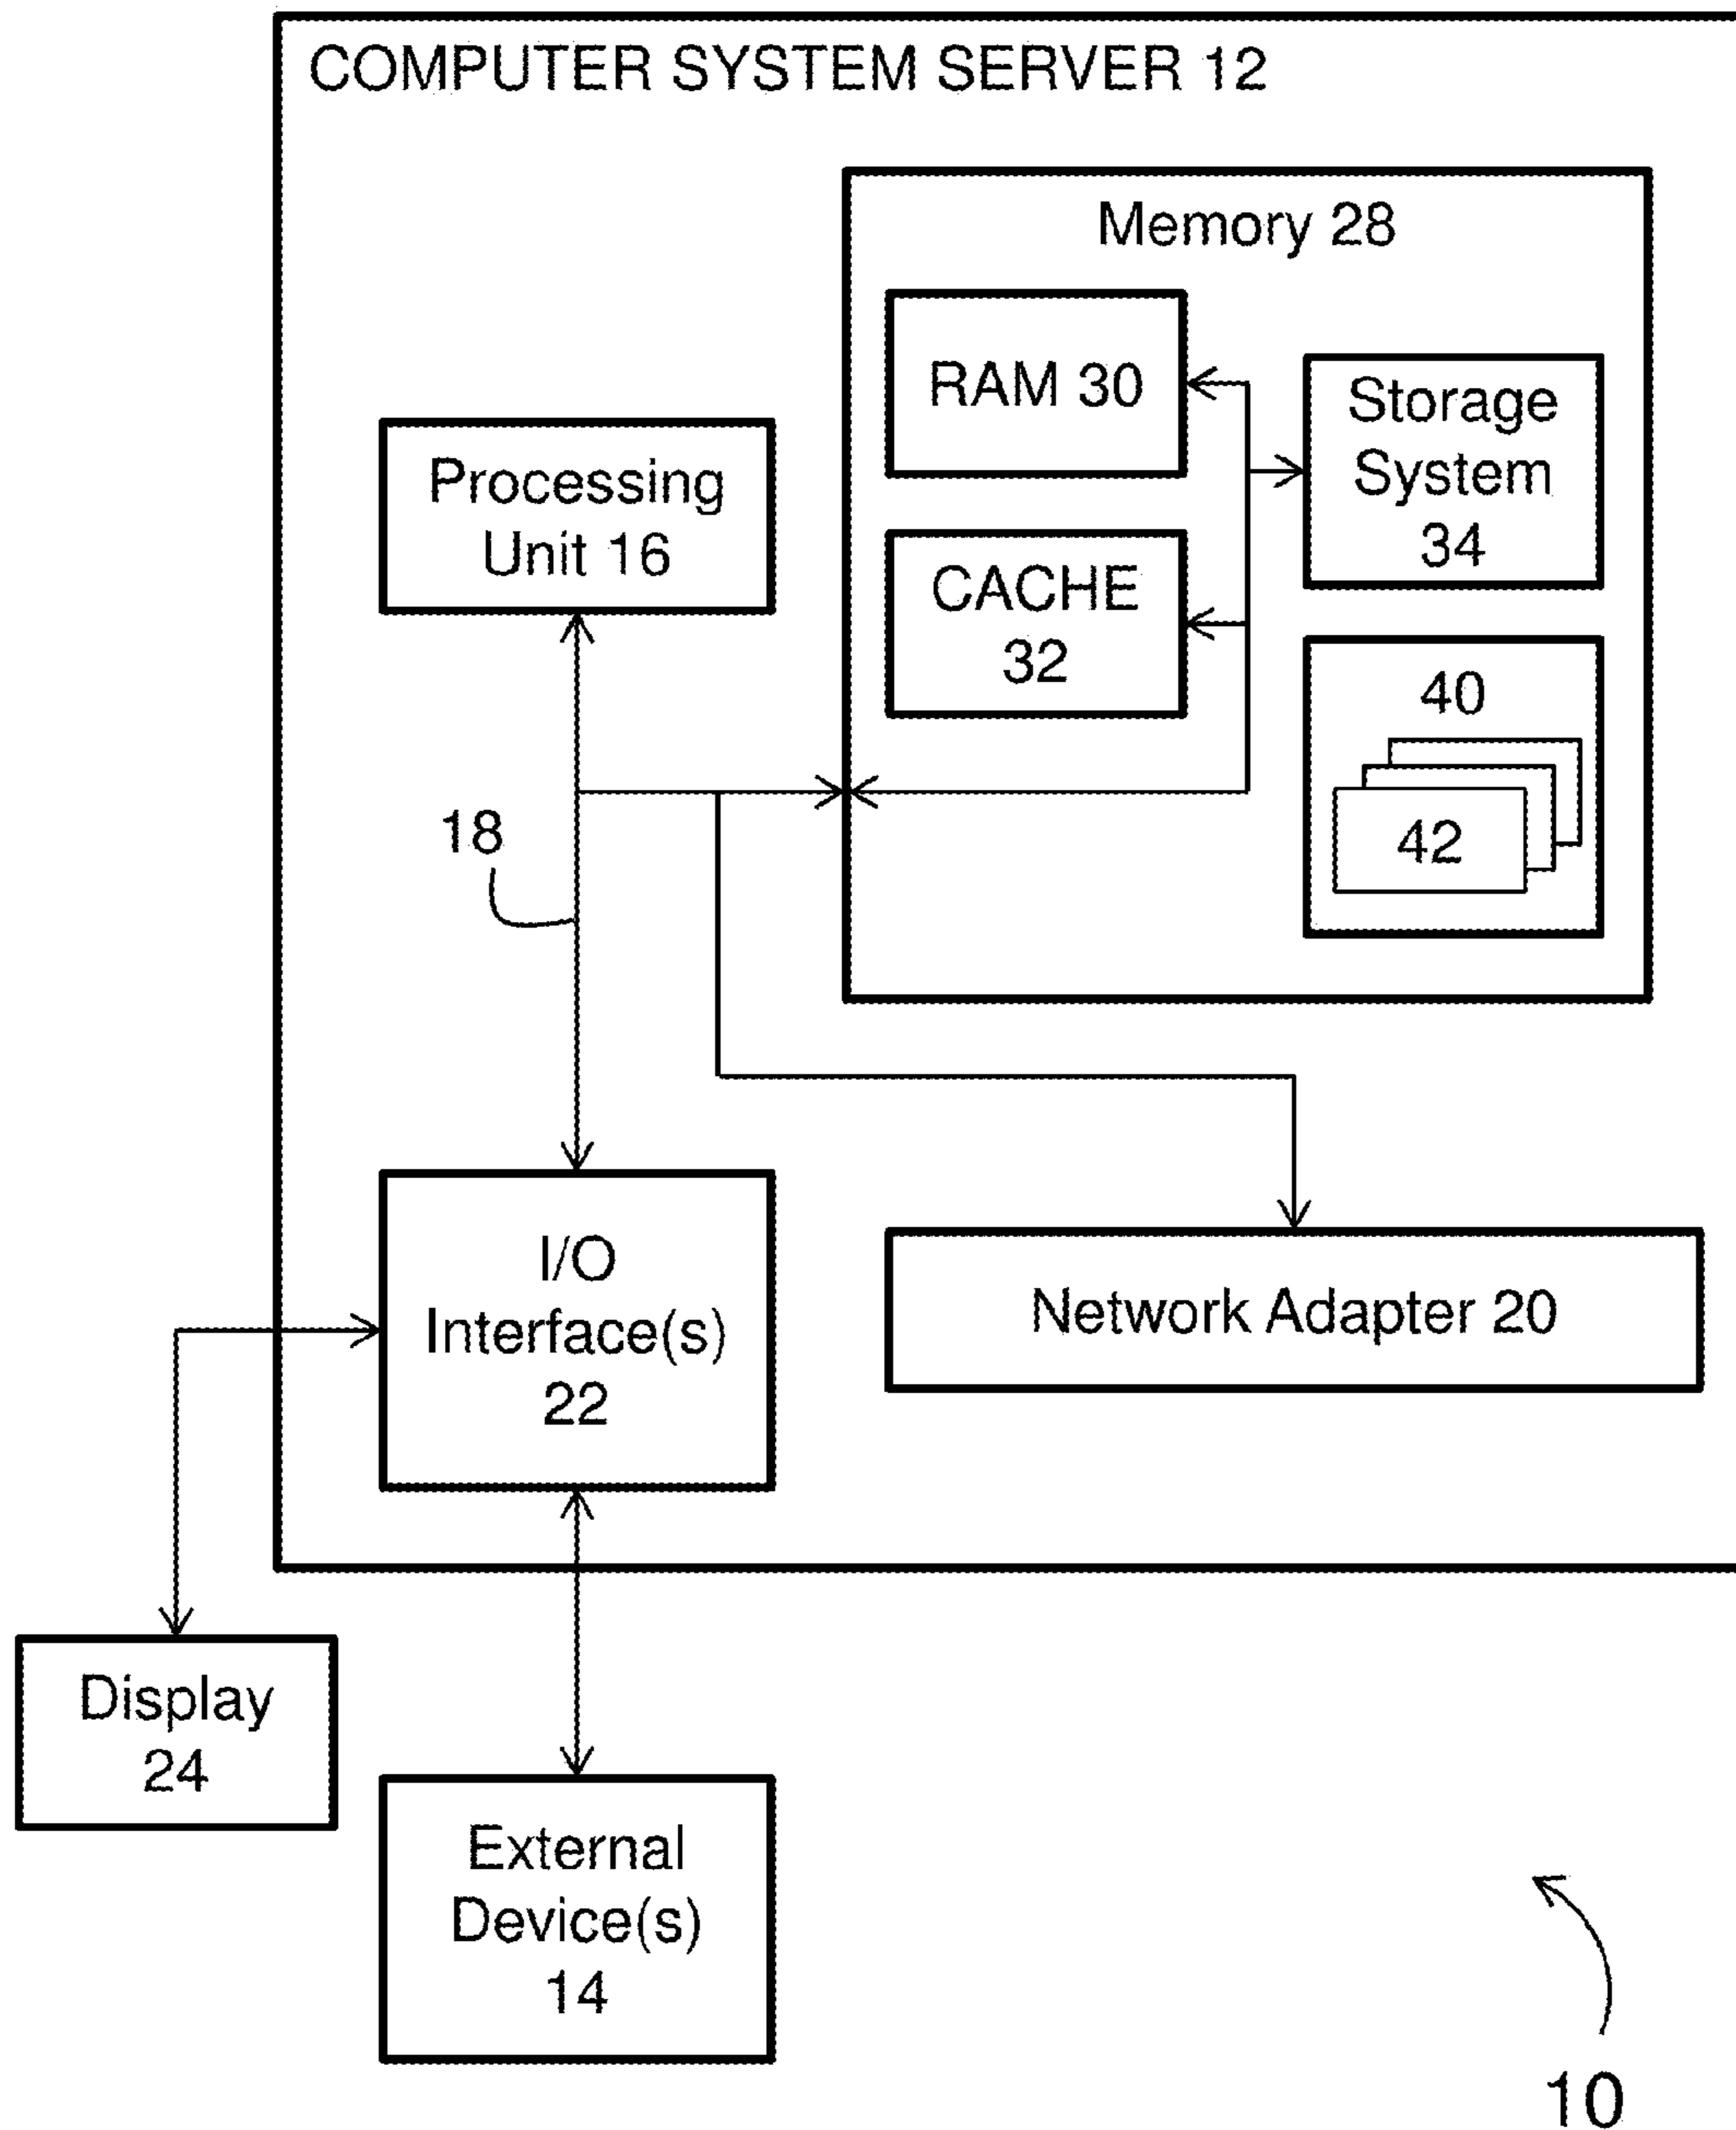 COMPUTER SYSTEM SERVER 12
Memory 28
RAM 30
Storage
System
34
Processing
Unit 16
CACHE
32
40
42
18
I/O
Interface(s)
22
Network Adapter 20
Display
24
External
Device(s)
14
10